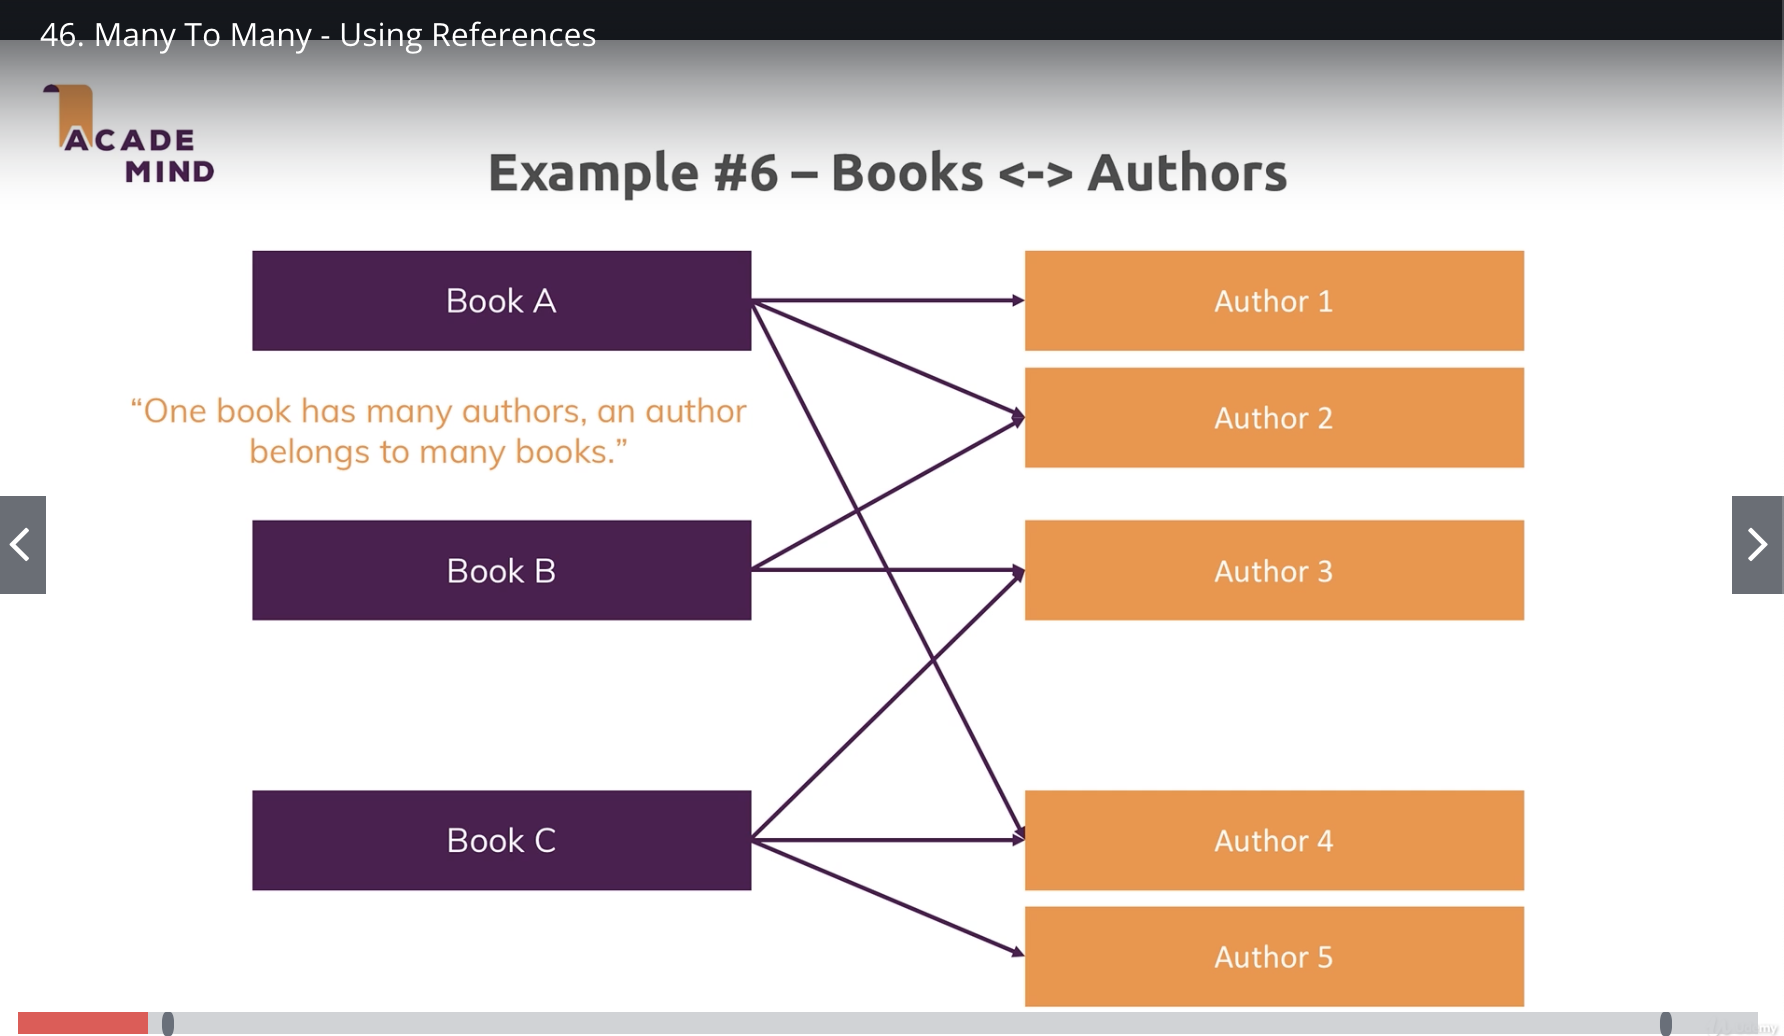 46. Many To Many - Using References
ACADE
MIND
Example #6 – Books <-> Authors
Book A
Author 1
Author 2
“One book has many authors, an author
belongs to many books.”
Book B
Author 3
Book C
Author 4
Author 5